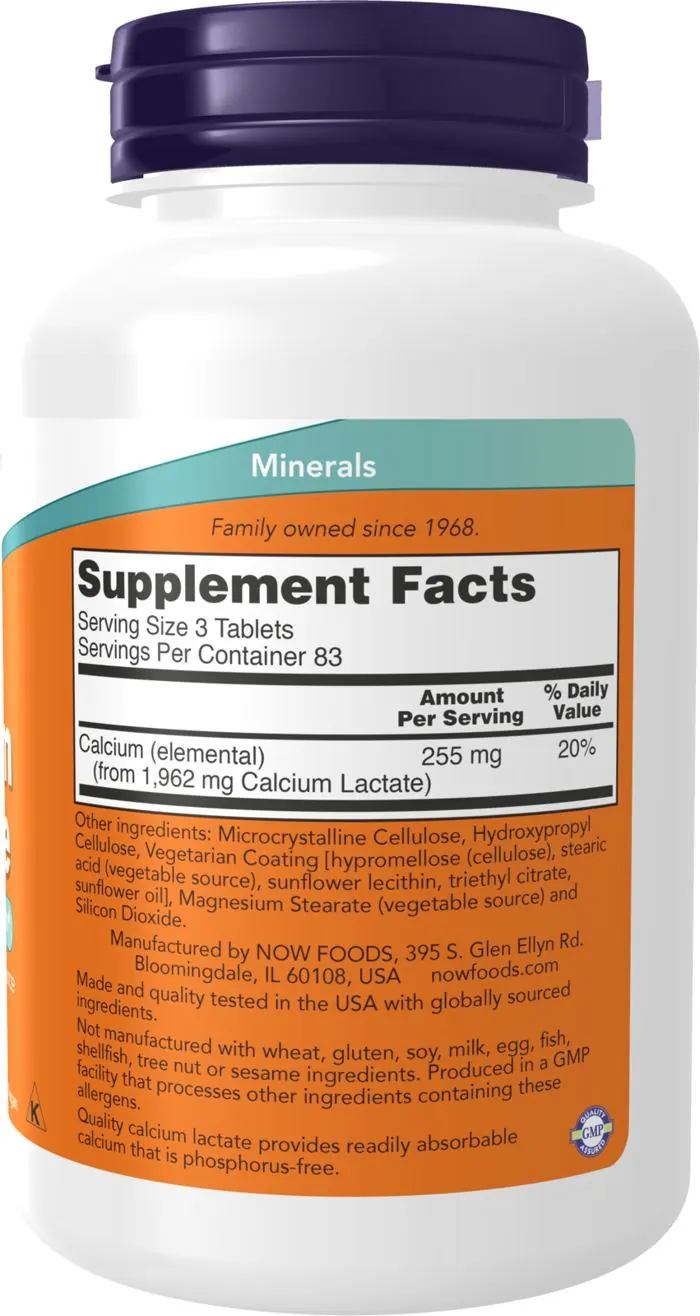 Minerals
Family owned since 1968.
Supplement Facts
Serving Size 3 Tablets
Servings Per Container 83
Amount Per Serving
% Daily Value
Calcium (elemental) 255 mg 20%
(from 1,962 mg Calcium Lactate)
Other ingredients: Microcrystalline Cellulose, Hydroxypropyl
Cellulose, Vegetarian Coating [hypromellose (cellulose), stearic
acid (vegetable source), sunflower lecithin, triethyl citrate,
sunflower oil], Magnesium Stearate (vegetable source) and
Silicon Dioxide.
Manufactured by NOW FOODS, 395 S. Glen Ellyn Rd.
Bloomingdale, IL 60108, USA nowfoods.com
Made and quality tested in the USA with globally sourced
ingredients.
Not manufactured with wheat, gluten, soy, milk, egg, fish,
shellfish, tree nut or sesame ingredients. Produced in a GMP
facility that processes other ingredients containing these
allergens.
Quality calcium lactate provides readily absorbable
calcium that is phosphorus-free.
K
QUALITY
GMP
ASSURED